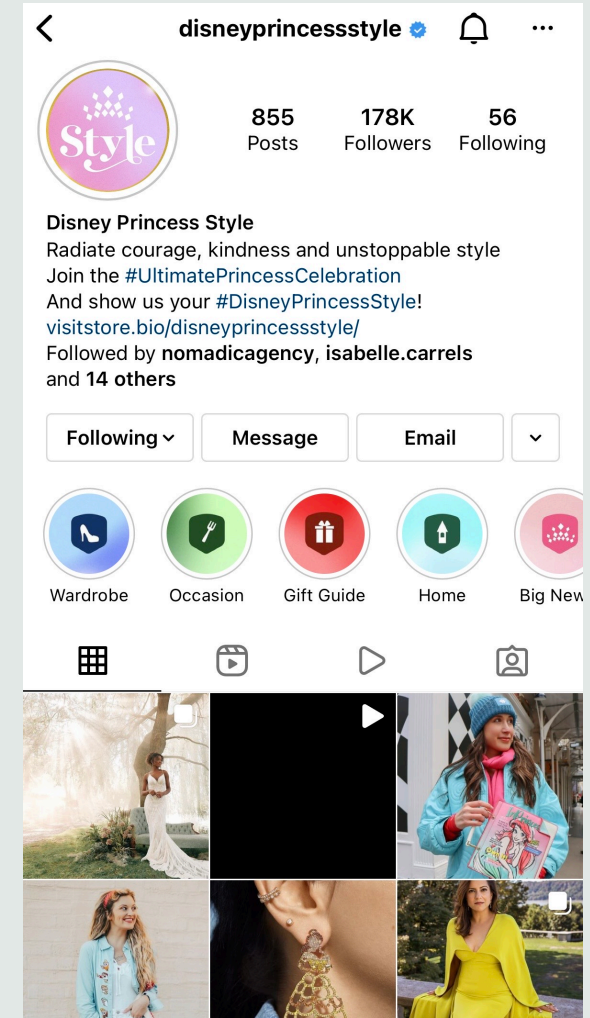 disneyprincessstyle
Style
855
178K
56
Posts
Followers
Following
Disney Princess Style
Radiate courage, kindness and unstoppable style
Join the #UltimatePrincessCelebration
And show us your #DisneyPrincessStyle!
visitstore.bio/disneyprincessstyle/
Followed by nomadicagency, isabelle.carrels
and 14 others
Following
Message
Email
Wardrobe
Occasion
Gift Guide
Home
Big New